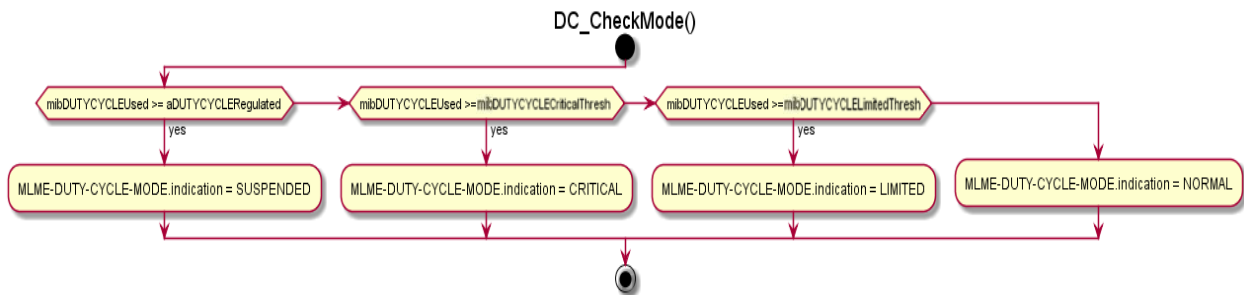 DC_CheckMode()
mibDUTYCYCLEUsed >= aDUTYCYCLERegulated
mibDUTYCYCLEUsed >=mibDUTYCYCLECriticalThresh
mibDUTYCYCLEUsed >=mibDUTYCYCLELimitedThresh
yes
yes
yes
MLME-DUTY-CYCLE-MODE.indication = SUSPENDED
MLME-DUTY-CYCLE-MODE.indication = CRITICAL
MLME-DUTY-CYCLE-MODE.indication = LIMITED
MLME-DUTY-CYCLE-MODE.indication = NORMAL